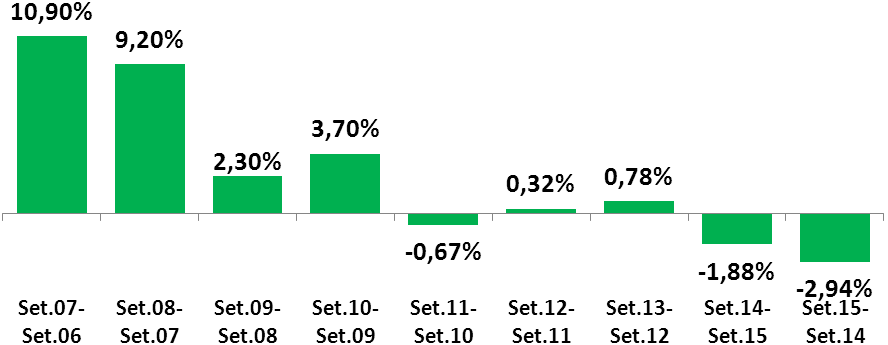 10,90%
9,20%
2,30%
3,70%
-0,67%
0,32%
0,78%
-1,88%
-2,94%
Set.07-
Set.06
Set.08-
Set.07
Set.09-
Set.08
Set.10-
Set.09
Set.11-
Set.10
Set.12-
Set.11
Set.13-
Set.12
Set.14-
Set.15
Set.15-
Set.14